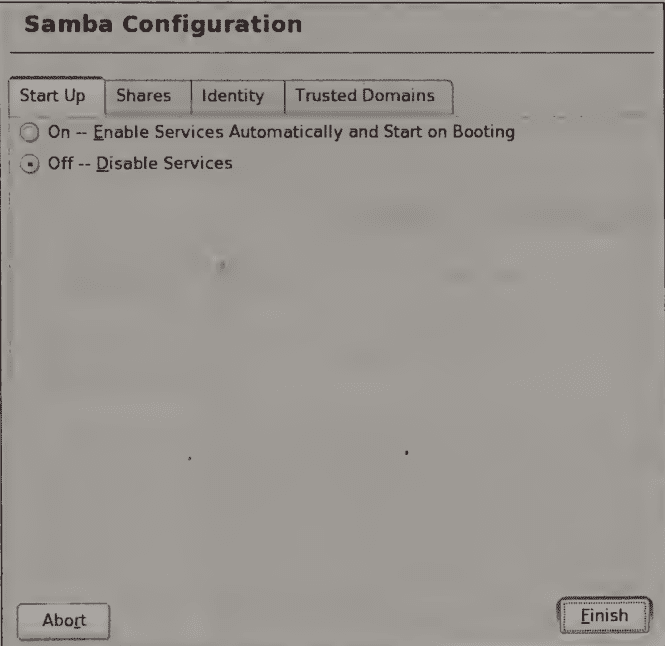 Samba Configuration
Start Up Shares Identity Trusted Domains
On -- Enable Services Automatically and Start on Booting
Off -- Disable Services
Abort Finish